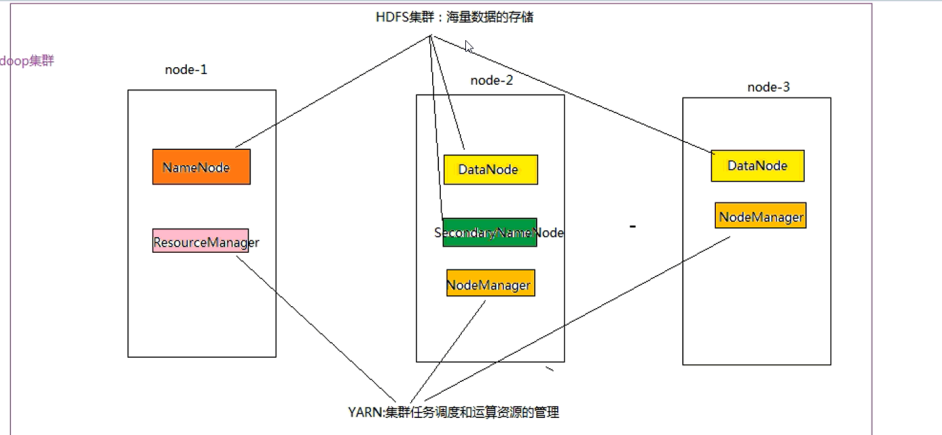 HDFS集群：海量数据的存储
doop集群
node-1
node-2
node-3
NameNode
DataNode
DataNode
ResourceManager
SecondaryNameNode
NodeManager
NodeManager
YARN:集群任务调度和运算资源的管理